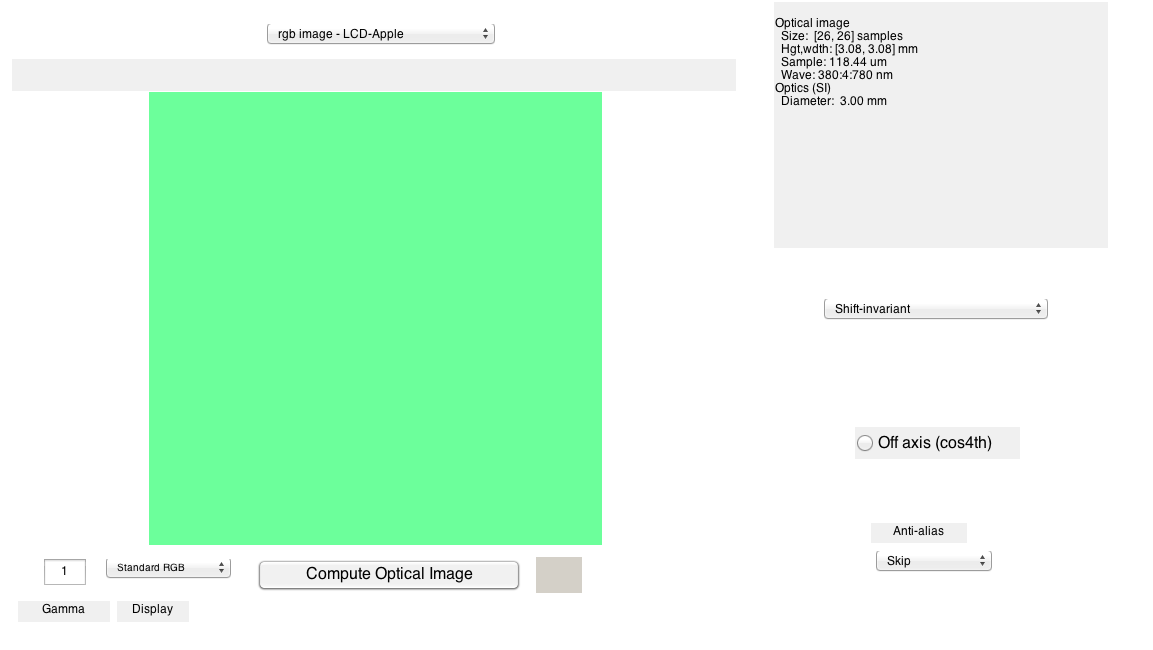 rgb image - LCD-Apple
Optical image
Size: [26, 26] samples
Hgt,wdth: [3.08, 3.08] mm
Sample: 118.44 um
Wave: 380:4:780 nm
Optics (SI)
Diameter: 3.00 mm
Shift-invariant
Off axis (cos4th)
Anti-alias
Skip
1
Standard RGB
Compute Optical Image
Gamma
Display